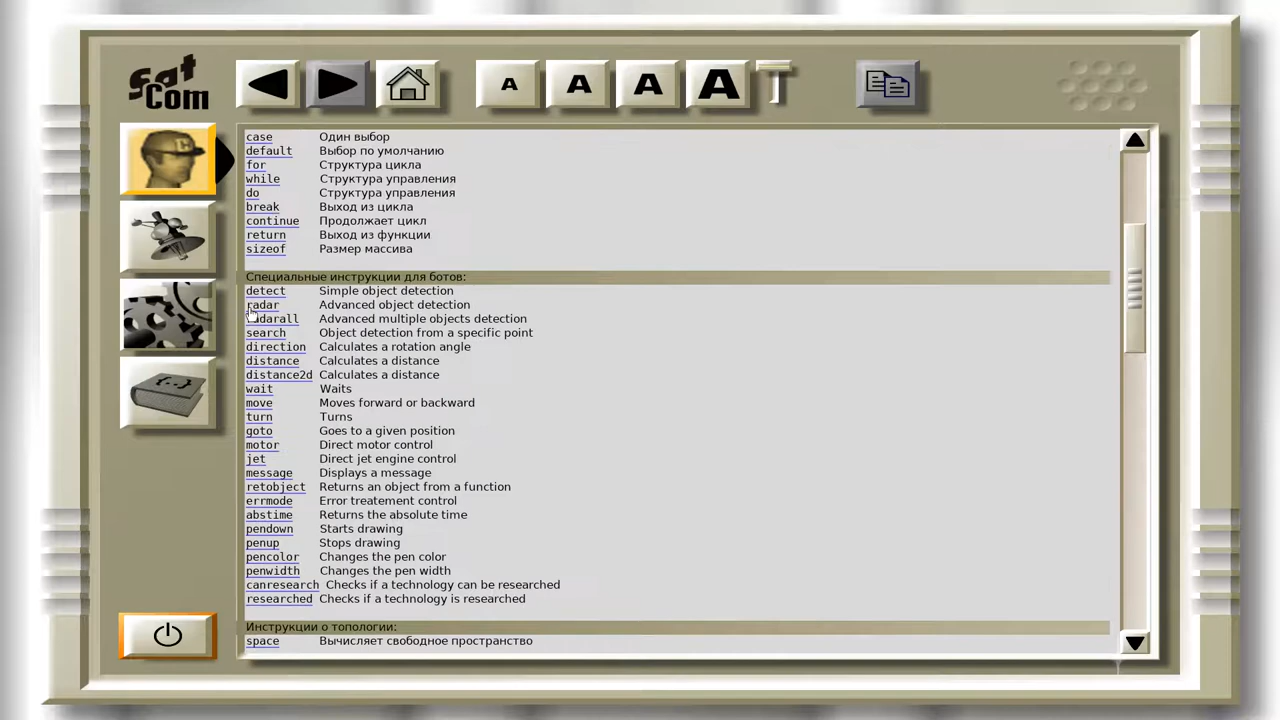 Sat
Com
A A A A
case Один выбор
default Выбор по умолчанию
for Структура цикла
while Структура управления
do Структура управления
break Выход из цикла
continue Продолжает цикл
return Выход из функции
sizeof Размер массива
Специальные инструкции для ботов:
detect Simple object detection
radar Advanced object detection
radarall Advanced multiple objects detection
search Object detection from a specific point
direction Calculates a rotation angle
distance Calculates a distance
distance2d Calculates a distance
wait Waits
move Moves forward or backward
turn Turns
goto Goes to a given position
motor Direct motor control
jet Direct jet engine control
message Displays a message
retobject Returns an object from a function
errmode Error treatement control
abstime Returns the absolute time
pendown Starts drawing
penup Stops drawing
pencolor Changes the pen color
penwidth Changes the pen width
canresearch Checks if a technology can be researched
researched Checks if a technology is researched
Инструкции о топологии:
space Вычисляет свободное пространство
{--}